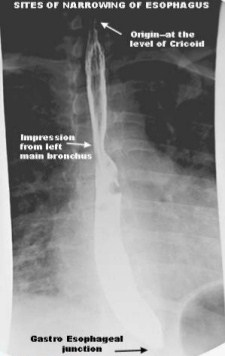 SITES OF NARROWING OF ESOPHAGUS
Origin–at the
level of Cricoid
Impression
from left
main bronchus
Gastro Esophageal
junction